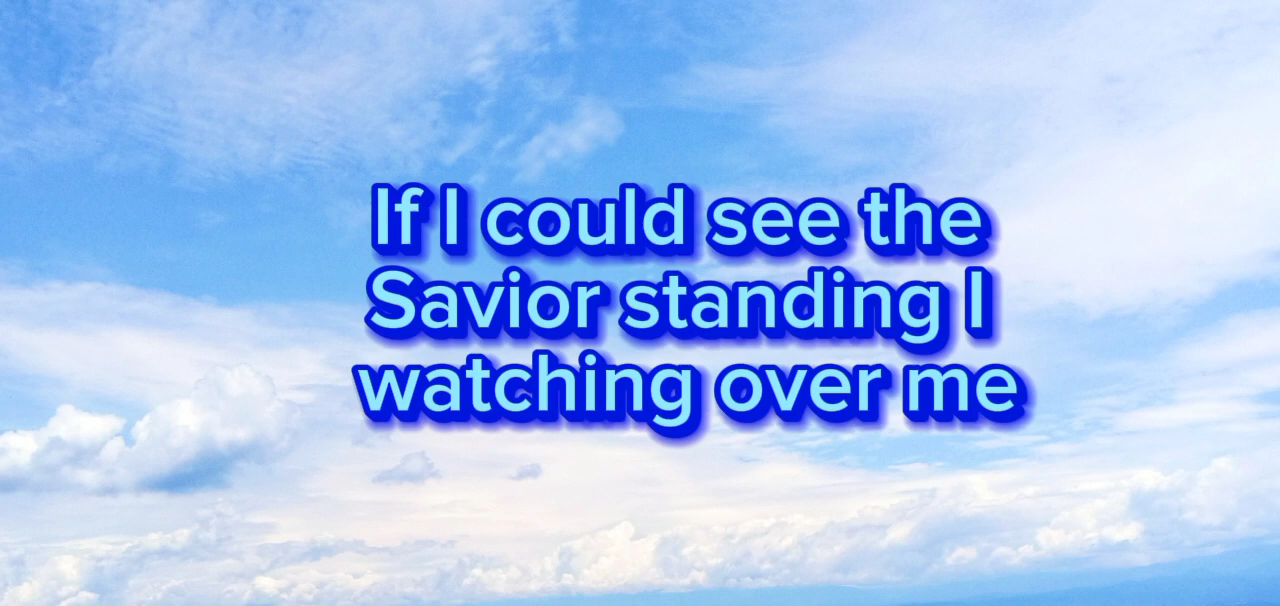 If I could see the
Savior standing I
watching over me